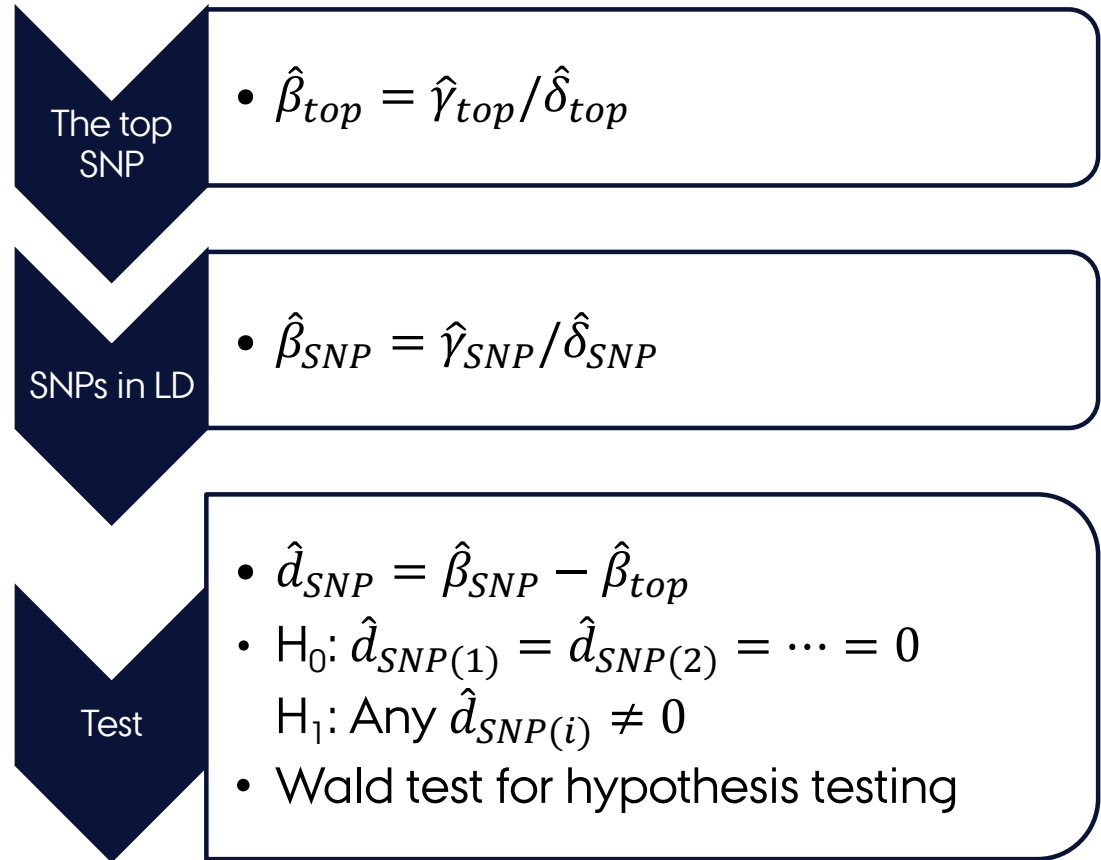 The top
SNP
• β̂_top = γ̂_top/δ̂_top
SNPs in LD
• β̂_SNP = γ̂_SNP/δ̂_SNP
Test
• d̂_SNP = β̂_SNP − β̂_top
• H₀: d̂_SNP(1) = d̂_SNP(2) = ⋯ = 0
H₁: Any d̂_SNP(i) ≠ 0
• Wald test for hypothesis testing